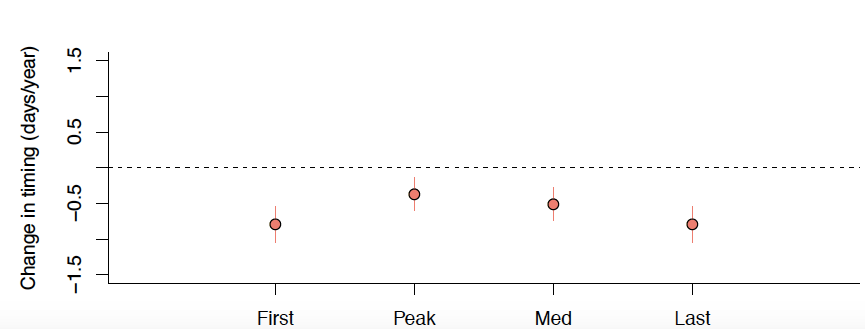 Change in timing (days/year)
1.5
0.5
−0.5
−1.5
First Peak Med Last